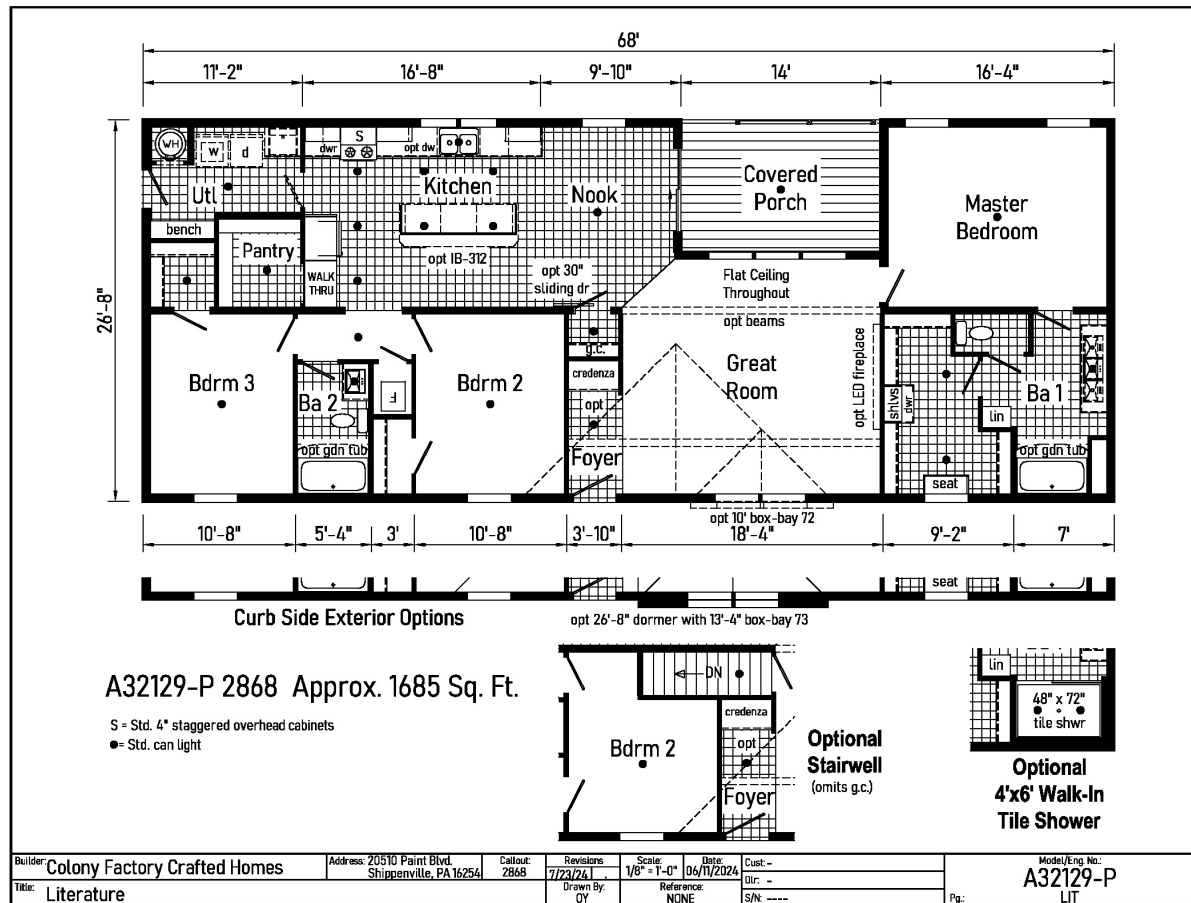 68'
11'-2" 16'-8" 9'-10" 14' 16'-4"
26'-8"
WH
w d
Utl
bench
Pantry
WALK
THRU
dwr
S
opt dw
Kitchen
opt IB-312
Nook
opt 30"
sliding dr
Covered
Porch
Master
Bedroom
Flat Ceiling
Throughout
opt beams
Great
Room
opt LED fireplace
Bdrm 3
Ba 2
F
opt gdn tub
Bdrm 2
g.c.
credenza
opt
Foyer
shlvs
dwr
lin
Ba 1
seat
opt gdn tub
opt 10' box-bay 72
10'-8" 5'-4" 3' 10'-8" 3'-10" 18'-4" 9'-2" 7'
seat
Curb Side Exterior Options
opt 26'-8" dormer with 13'-4" box-bay 73
A32129-P 2868 Approx. 1685 Sq. Ft.
S = Std. 4" staggered overhead cabinets
●= Std. can light
DN
credenza
opt
Bdrm 2
Foyer
Optional
Stairwell
(omits g.c.)
lin
48" x 72"
tile shwr
Optional
4'x6' Walk-In
Tile Shower
Builder: Colony Factory Crafted Homes
Address: 20510 Paint Blvd.
Shippenville, PA 16254
Callout:
2868
Revisions
7/23/24 .
Scale:
1/8" = 1'-0"
Date:
06/11/2024
Cust:-
Dlr: -
S/N: ----
Model/Eng. No.:
A32129-P
Title: Literature
Drawn By:
OY
Reference:
NONE
Pg.: LIT